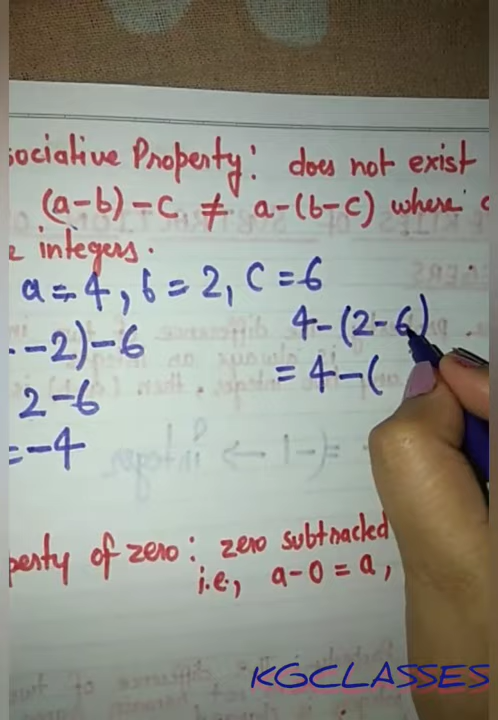 sociative Property: does not exist
(a-b)-c ≠ a-(b-c) where
integers.
a=4, b=2, c=6
-2)-6
4-(2-6)
2-6
=4-(
=-4
perty of zero: zero subtracted
i.e., a-0=a,
KGCLASSES